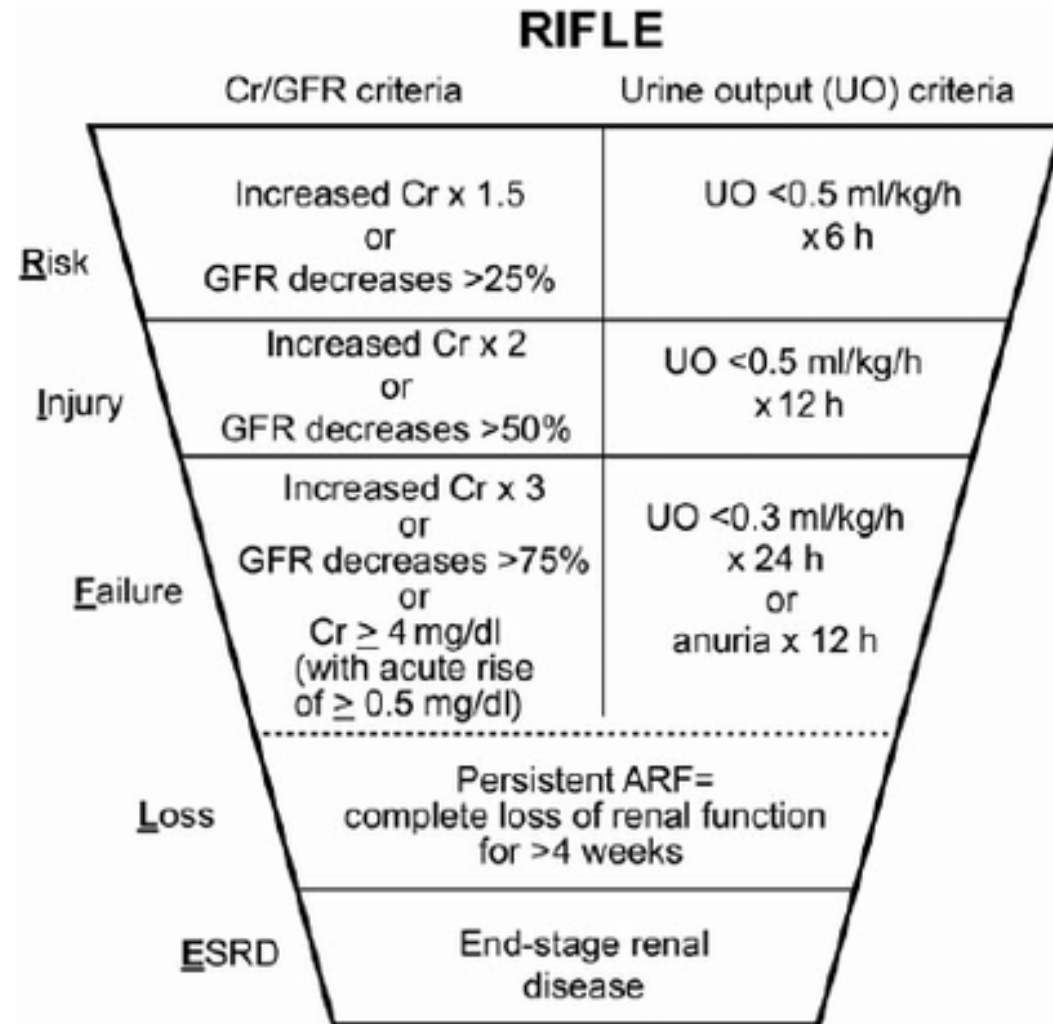 RIFLE
Cr/GFR criteria
Urine output (UO) criteria
Risk
Increased Cr x 1.5
or
GFR decreases >25%
UO <0.5 ml/kg/h
x 6 h
Injury
Increased Cr x 2
or
GFR decreases >50%
UO <0.5 ml/kg/h
x 12 h
Failure
Increased Cr x 3
or
GFR decreases >75%
or
Cr ≥ 4 mg/dl
(with acute rise
of ≥ 0.5 mg/dl)
UO <0.3 ml/kg/h
x 24 h
or
anuria x 12 h
Loss
Persistent ARF=
complete loss of renal function
for >4 weeks
ESRD
End-stage renal
disease